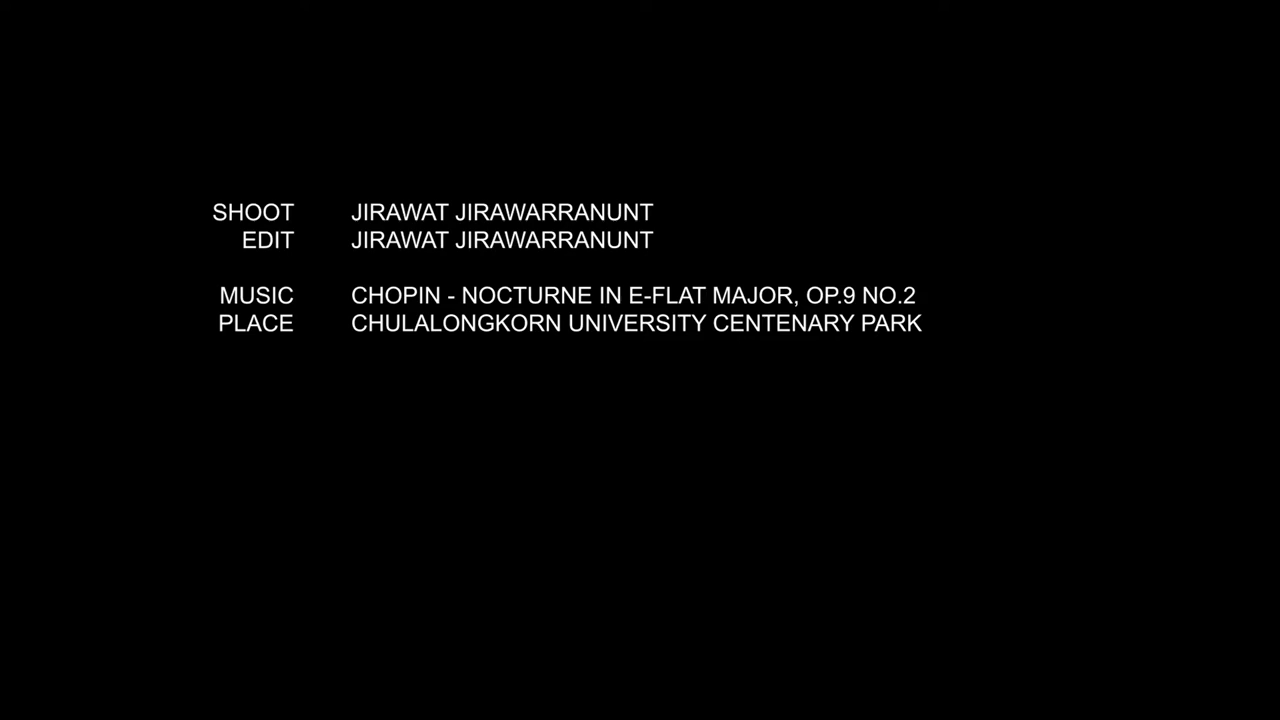 SHOOT JIRAWAT JIRAWARRANUNT
EDIT JIRAWAT JIRAWARRANUNT
MUSIC CHOPIN - NOCTURNE IN E-FLAT MAJOR, OP.9 NO.2
PLACE CHULALONGKORN UNIVERSITY CENTENARY PARK